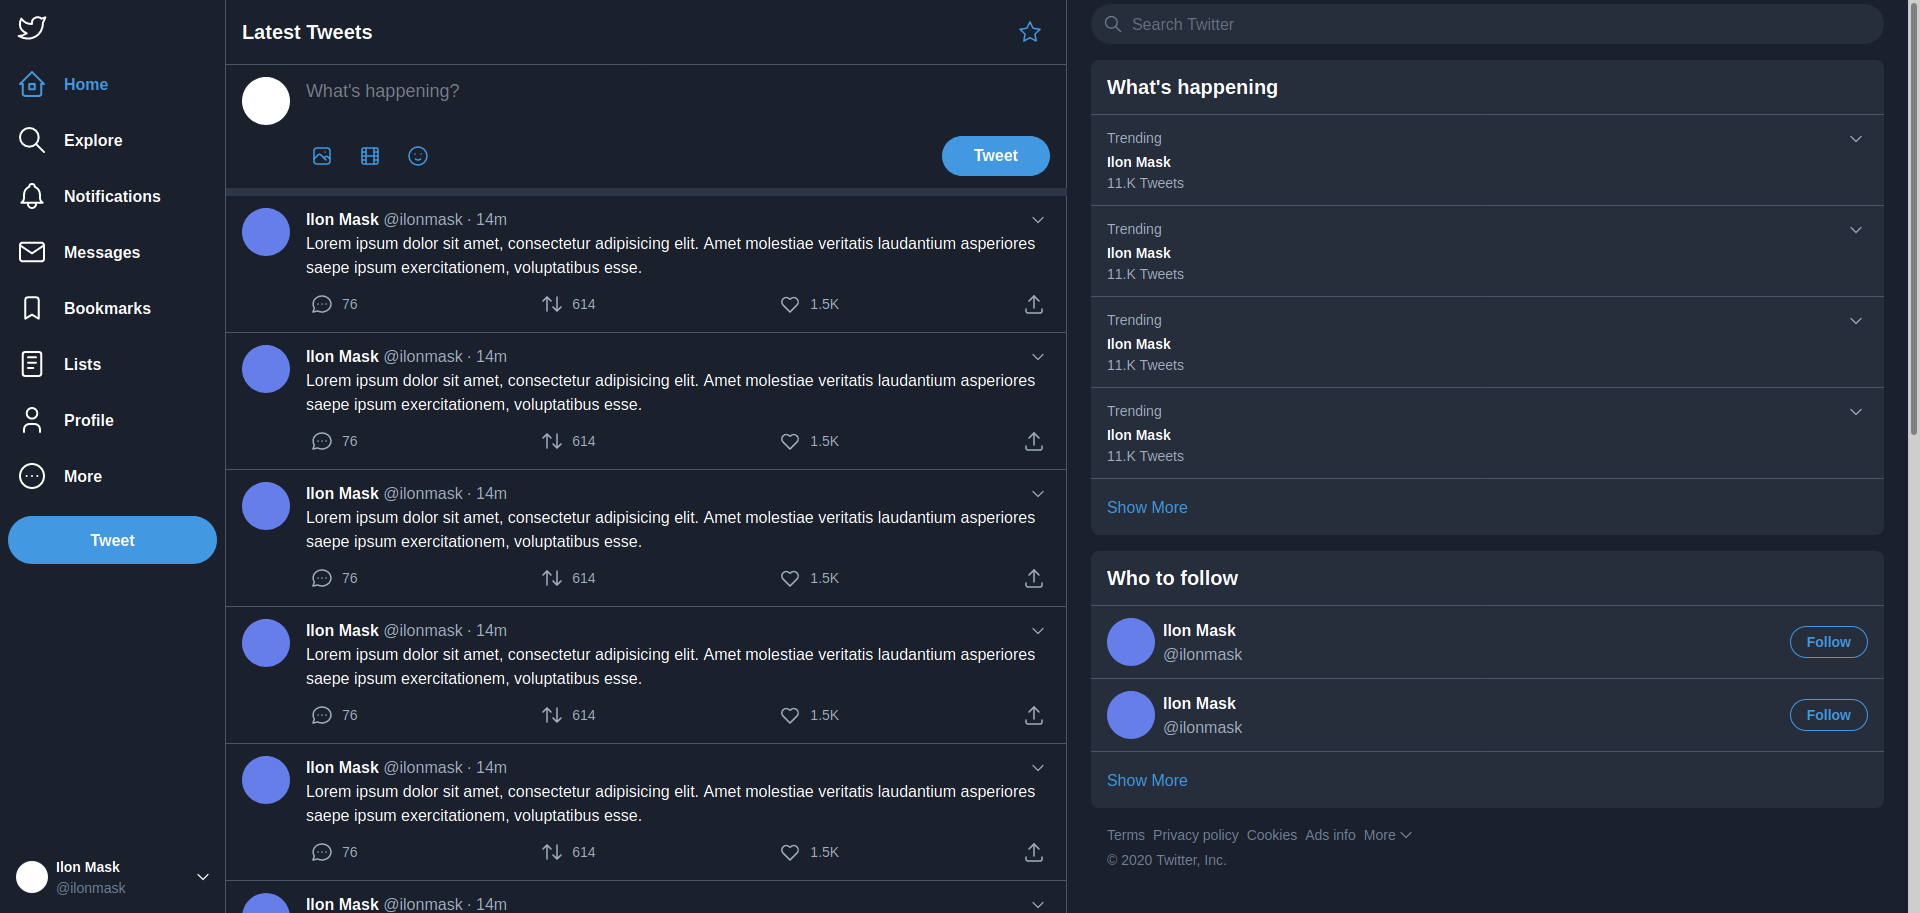 Home
Explore
Notifications
Messages
Bookmarks
Lists
Profile
More
Tweet
Ilon Mask
@ilonmask
Latest Tweets
What's happening?
Tweet
Ilon Mask @ilonmask · 14m
Lorem ipsum dolor sit amet, consectetur adipisicing elit. Amet molestiae veritatis laudantium asperiores
saepe ipsum exercitationem, voluptatibus esse.
76 614 1.5K
Ilon Mask @ilonmask · 14m
Lorem ipsum dolor sit amet, consectetur adipisicing elit. Amet molestiae veritatis laudantium asperiores
saepe ipsum exercitationem, voluptatibus esse.
76 614 1.5K
Ilon Mask @ilonmask · 14m
Lorem ipsum dolor sit amet, consectetur adipisicing elit. Amet molestiae veritatis laudantium asperiores
saepe ipsum exercitationem, voluptatibus esse.
76 614 1.5K
Ilon Mask @ilonmask · 14m
Lorem ipsum dolor sit amet, consectetur adipisicing elit. Amet molestiae veritatis laudantium asperiores
saepe ipsum exercitationem, voluptatibus esse.
76 614 1.5K
Ilon Mask @ilonmask · 14m
Lorem ipsum dolor sit amet, consectetur adipisicing elit. Amet molestiae veritatis laudantium asperiores
saepe ipsum exercitationem, voluptatibus esse.
76 614 1.5K
Ilon Mask @ilonmask · 14m
Search Twitter
What's happening
Trending
Ilon Mask
11.K Tweets
Trending
Ilon Mask
11.K Tweets
Trending
Ilon Mask
11.K Tweets
Trending
Ilon Mask
11.K Tweets
Show More
Who to follow
Ilon Mask
@ilonmask
Follow
Ilon Mask
@ilonmask
Follow
Show More
Terms Privacy policy Cookies Ads info More
© 2020 Twitter, Inc.